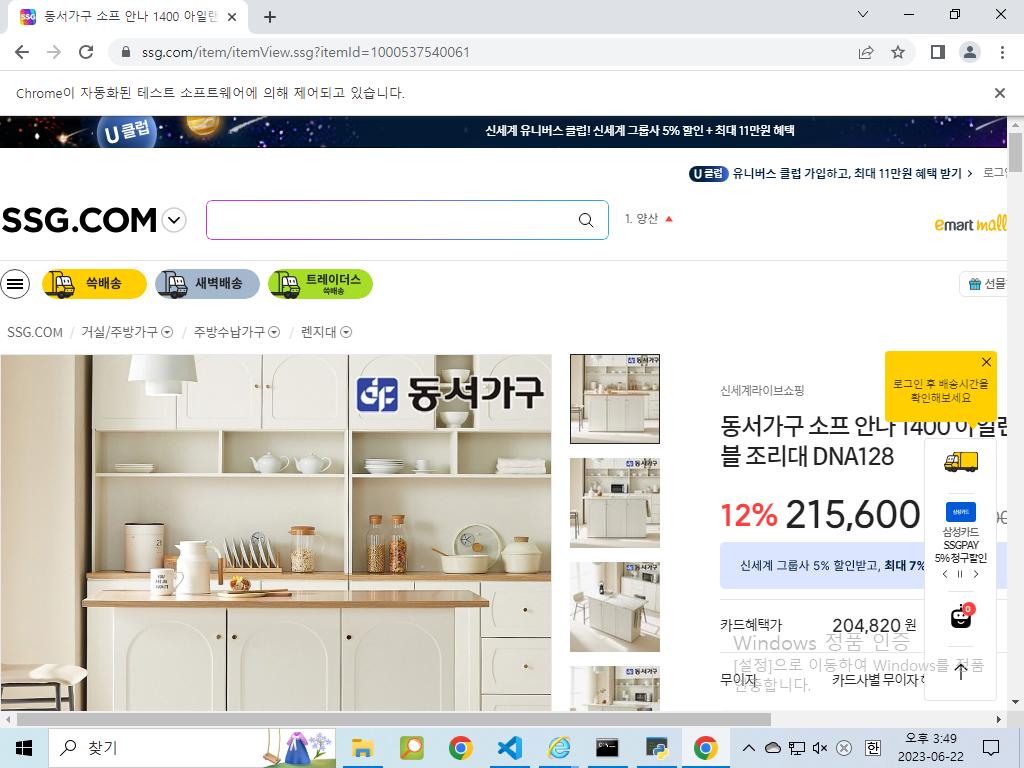 동서가구 소프 안나 1400 아일랜
ssg.com/item/itemView.ssg?itemId=1000537540061
Chrome이 자동화된 테스트 소프트웨어에 의해 제어되고 있습니다.
U 클럽
신세계 유니버스 클럽! 신세계 그룹사 5% 할인 + 최대 11만원 혜택
U 클럽 유니버스 클럽 가입하고, 최대 11만원 혜택 받기 > 로그인
SSG.COM
1. 양산
emart mall
쓱배송
새벽배송
트레이더스
쓱배송
선물
SSG.COM / 거실/주방가구 / 주방수납가구 / 렌지대
동서가구
로그인 후 배송시간을
확인해보세요
신세계라이브쇼핑
동서가구 소프 안나 1400 아일랜
블 조리대 DNA128
12% 215,600
삼성카드
삼성카드
SSGPAY
5% 청구할인
신세계 그룹사 5% 할인받고, 최대 7%
0
카드혜택가 204,820 원
Windows 정품 인증
[설정]으로 이동하여 Windows를 정품
인증합니다.
무이자 카드사별 무이자
찾기
한
오후 3:49
2023-06-22